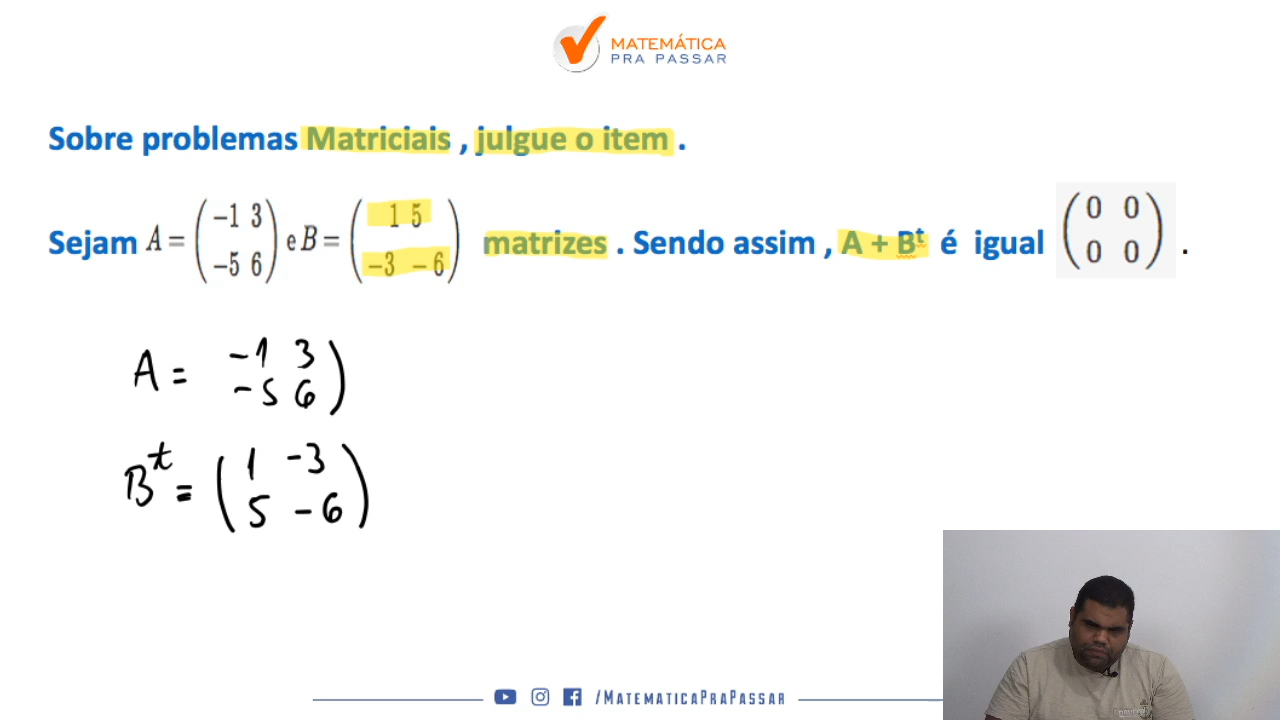 MATEMÁTICA
PRA PASSAR
Sobre problemas Matriciais , julgue o item .
Sejam A = (−1 3 −5 6) e B = (1 5 −3 −6) matrizes . Sendo assim , A + Bᵗ é igual (0 0 0 0) .
A = -1 3
-5 6)
Bᵗ = (1 -3
5 -6)
/MATEMATICAPRAPASSAR